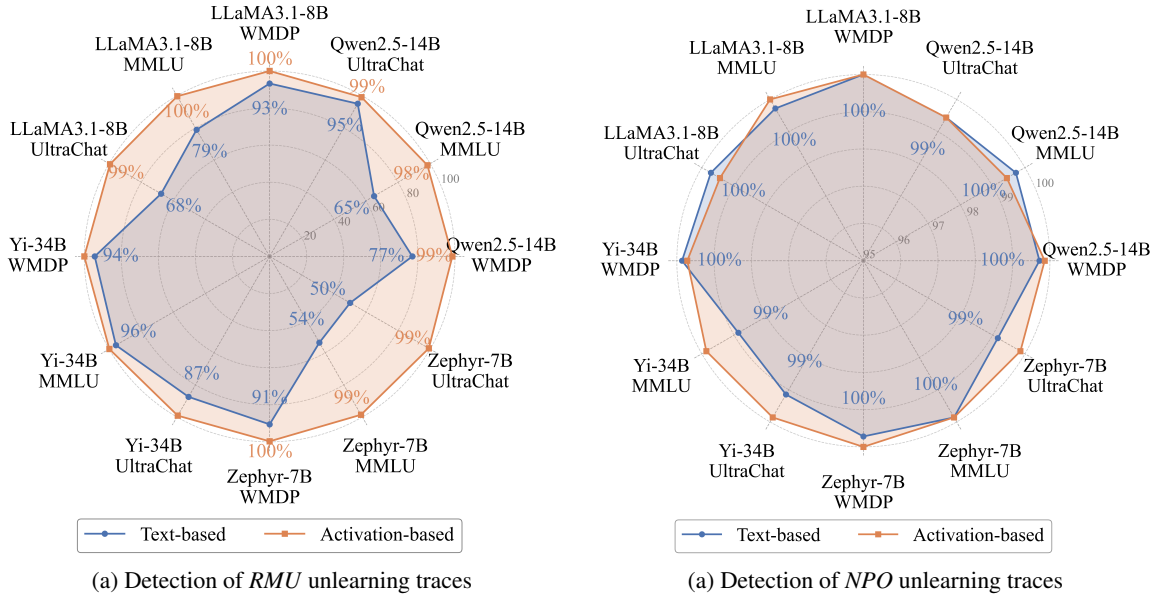 LLaMA3.1-8B
WMDP
Qwen2.5-14B
UltraChat
Qwen2.5-14B
MMLU
Qwen2.5-14B
WMDP
Zephyr-7B
UltraChat
Zephyr-7B
MMLU
Zephyr-7B
WMDP
Yi-34B
UltraChat
Yi-34B
MMLU
Yi-34B
WMDP
LLaMA3.1-8B
UltraChat
LLaMA3.1-8B
MMLU
100%
93%
99%
95%
98%
65%
99%
77%
99%
50%
99%
54%
100%
91%
87%
96%
94%
99%
68%
100%
79%
20
40
60
80
100
Text-based
Activation-based
(a) Detection of RMU unlearning traces
LLaMA3.1-8B
WMDP
Qwen2.5-14B
UltraChat
Qwen2.5-14B
MMLU
Qwen2.5-14B
WMDP
Zephyr-7B
UltraChat
Zephyr-7B
MMLU
Zephyr-7B
WMDP
Yi-34B
UltraChat
Yi-34B
MMLU
Yi-34B
WMDP
LLaMA3.1-8B
UltraChat
LLaMA3.1-8B
MMLU
100%
99%
100%
100%
99%
100%
100%
99%
99%
100%
100%
100%
95
96
97
98
99
100
Text-based
Activation-based
(a) Detection of NPO unlearning traces